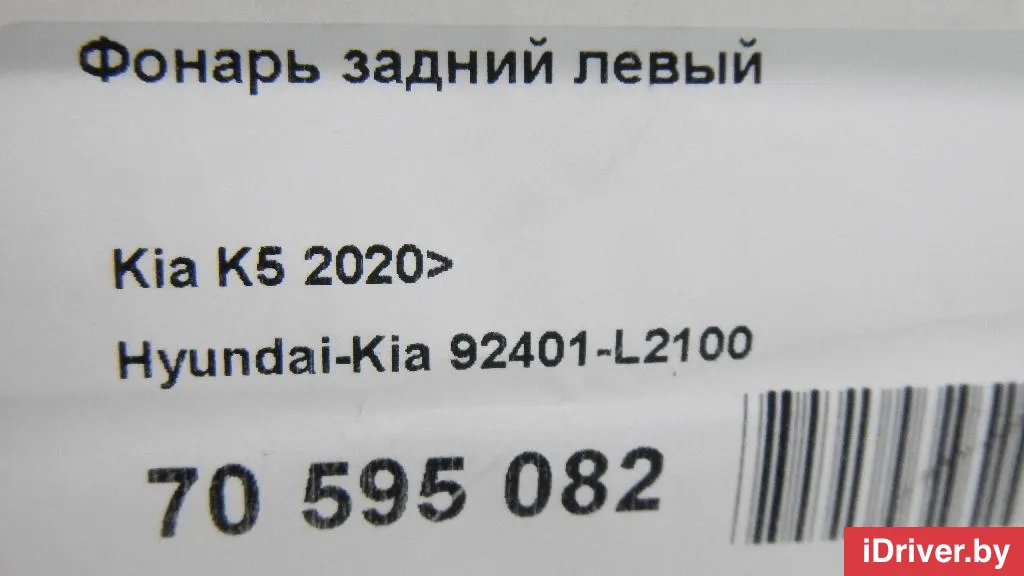 Фонарь задний левый
Kia K5 2020>
Hyundai-Kia 92401-L2100
70 595 082
iDriver.by